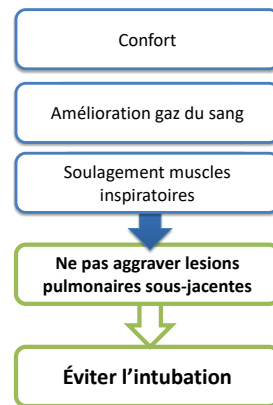 Confort
Amélioration gaz du sang
Soulagement muscles
inspiratoires
Ne pas aggraver lesions
pulmonaires sous-jacentes
Éviter l'intubation